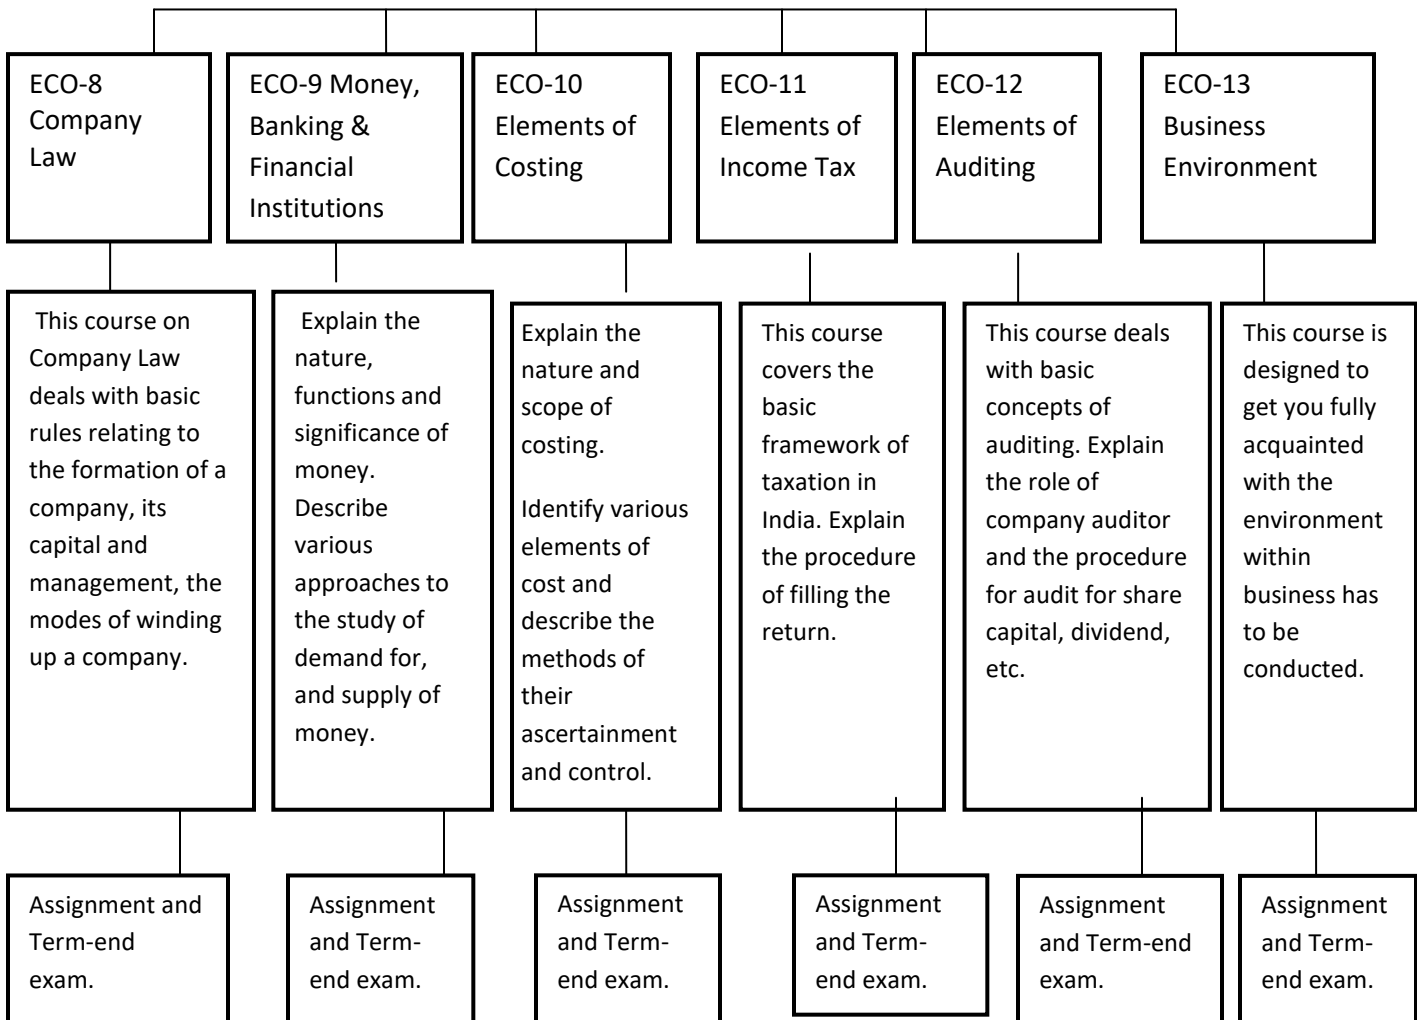 ECO-8
Company
Law
ECO-9 Money,
Banking &
Financial
Institutions
ECO-10
Elements of
Costing
ECO-11
Elements of
Income Tax
ECO-12
Elements of
Auditing
ECO-13
Business
Environment
This course on
Company Law
deals with basic
rules relating to
the formation of a
company, its
capital and
management, the
modes of winding
up a company.
Explain the
nature,
functions and
significance of
money.
Describe
various
approaches to
the study of
demand for,
and supply of
money.
Explain the
nature and
scope of
costing.
Identify various
elements of
cost and
describe the
methods of
their
ascertainment
and control.
This course
covers the
basic
framework of
taxation in
India. Explain
the procedure
of filling the
return.
This course deals
with basic
concepts of
auditing. Explain
the role of
company auditor
and the procedure
for audit for share
capital, dividend,
etc.
This course is
designed to
get you fully
acquainted
with the
environment
within
business has
to be
conducted.
Assignment and
Term-end
exam.
Assignment
and Term-
end exam.
Assignment
and Term-
end exam.
Assignment
and Term-
end exam.
Assignment
and Term-end
exam.
Assignment
and Term-
end exam.